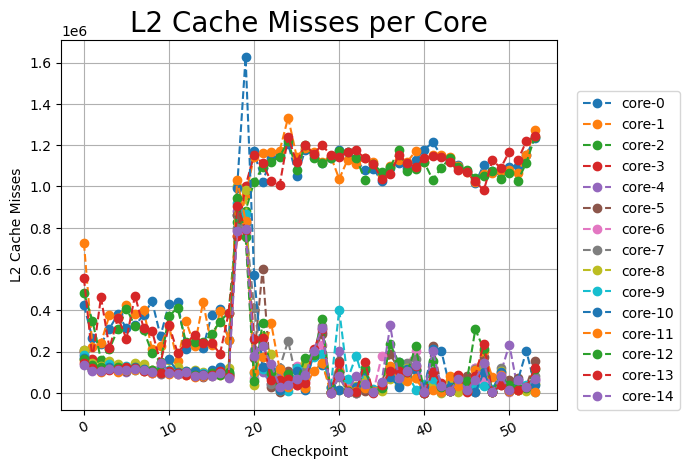 L2 Cache Misses per Core
1e6
1.6
1.4
1.2
1.0
0.8
0.6
0.4
0.2
0.0
L2 Cache Misses
0
10
20
30
40
50
Checkpoint
core-0
core-1
core-2
core-3
core-4
core-5
core-6
core-7
core-8
core-9
core-10
core-11
core-12
core-13
core-14